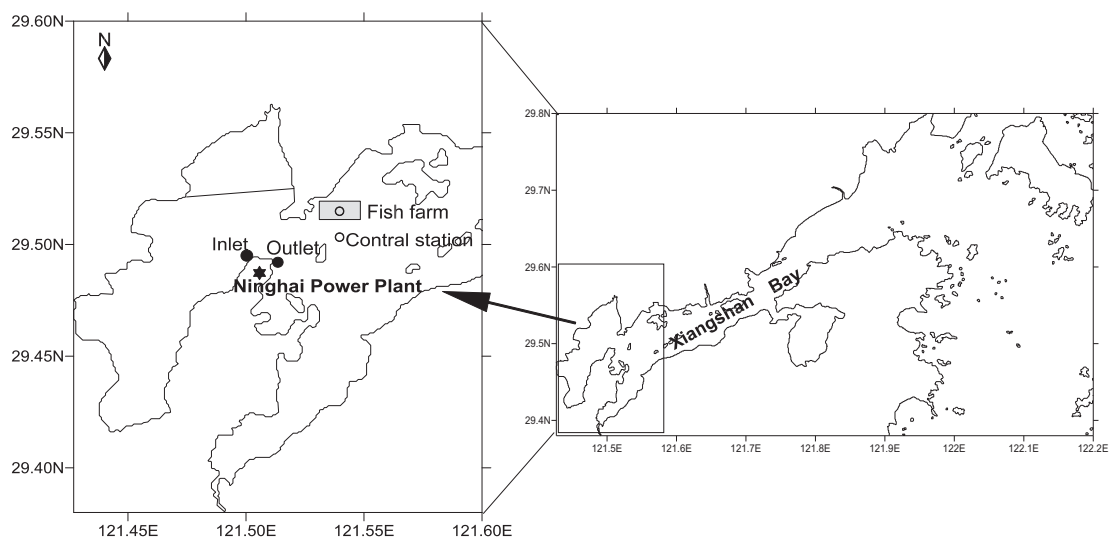 29.60N
N
29.55N
Fish farm
29.50N
Contral station
Inlet
Outlet
Ninghai Power Plant
29.45N
29.40N
121.45E
121.50E
121.55E
121.60E
29.8N
29.7N
29.6N
29.5N
29.4N
Xiangshan Bay
121.5E
121.6E
121.7E
121.8E
121.9E
122E
122.1E
122.2E